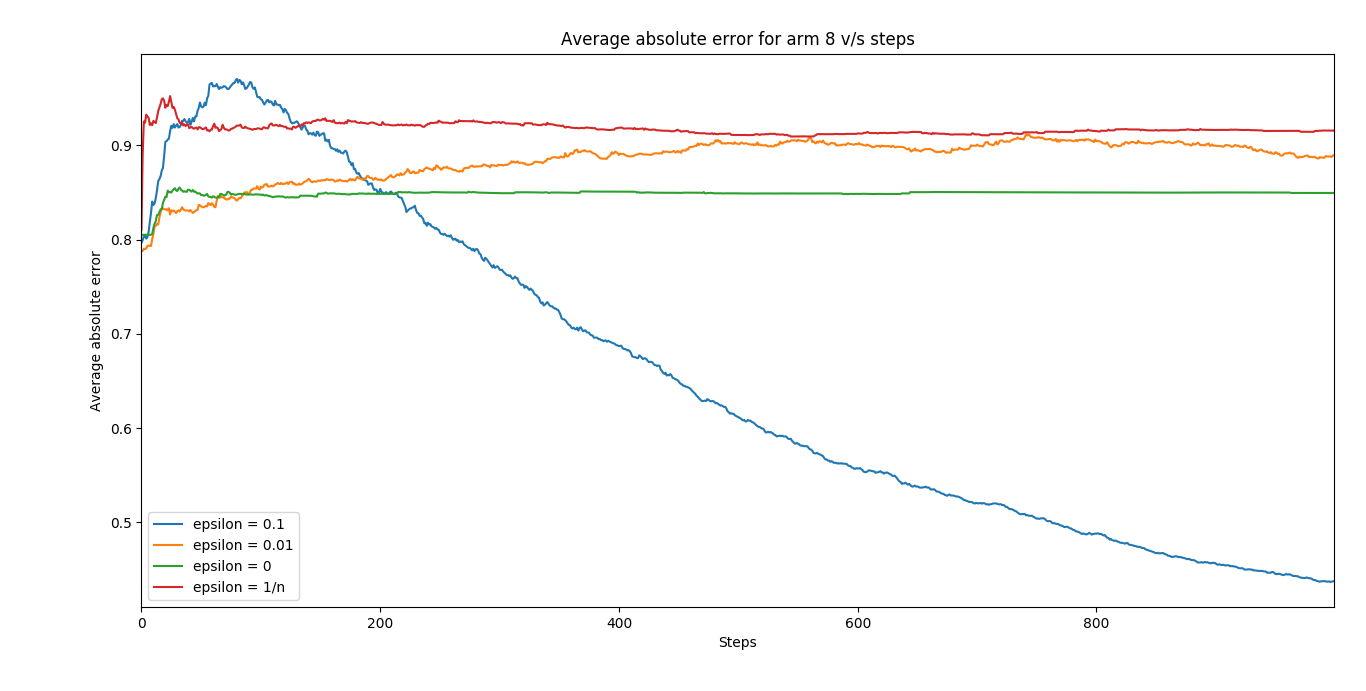 Average absolute error for arm 8 v/s steps
Average absolute error
0.9
0.8
0.7
0.6
0.5
epsilon = 0.1
epsilon = 0.01
epsilon = 0
epsilon = 1/n
0
200
400
600
800
Steps